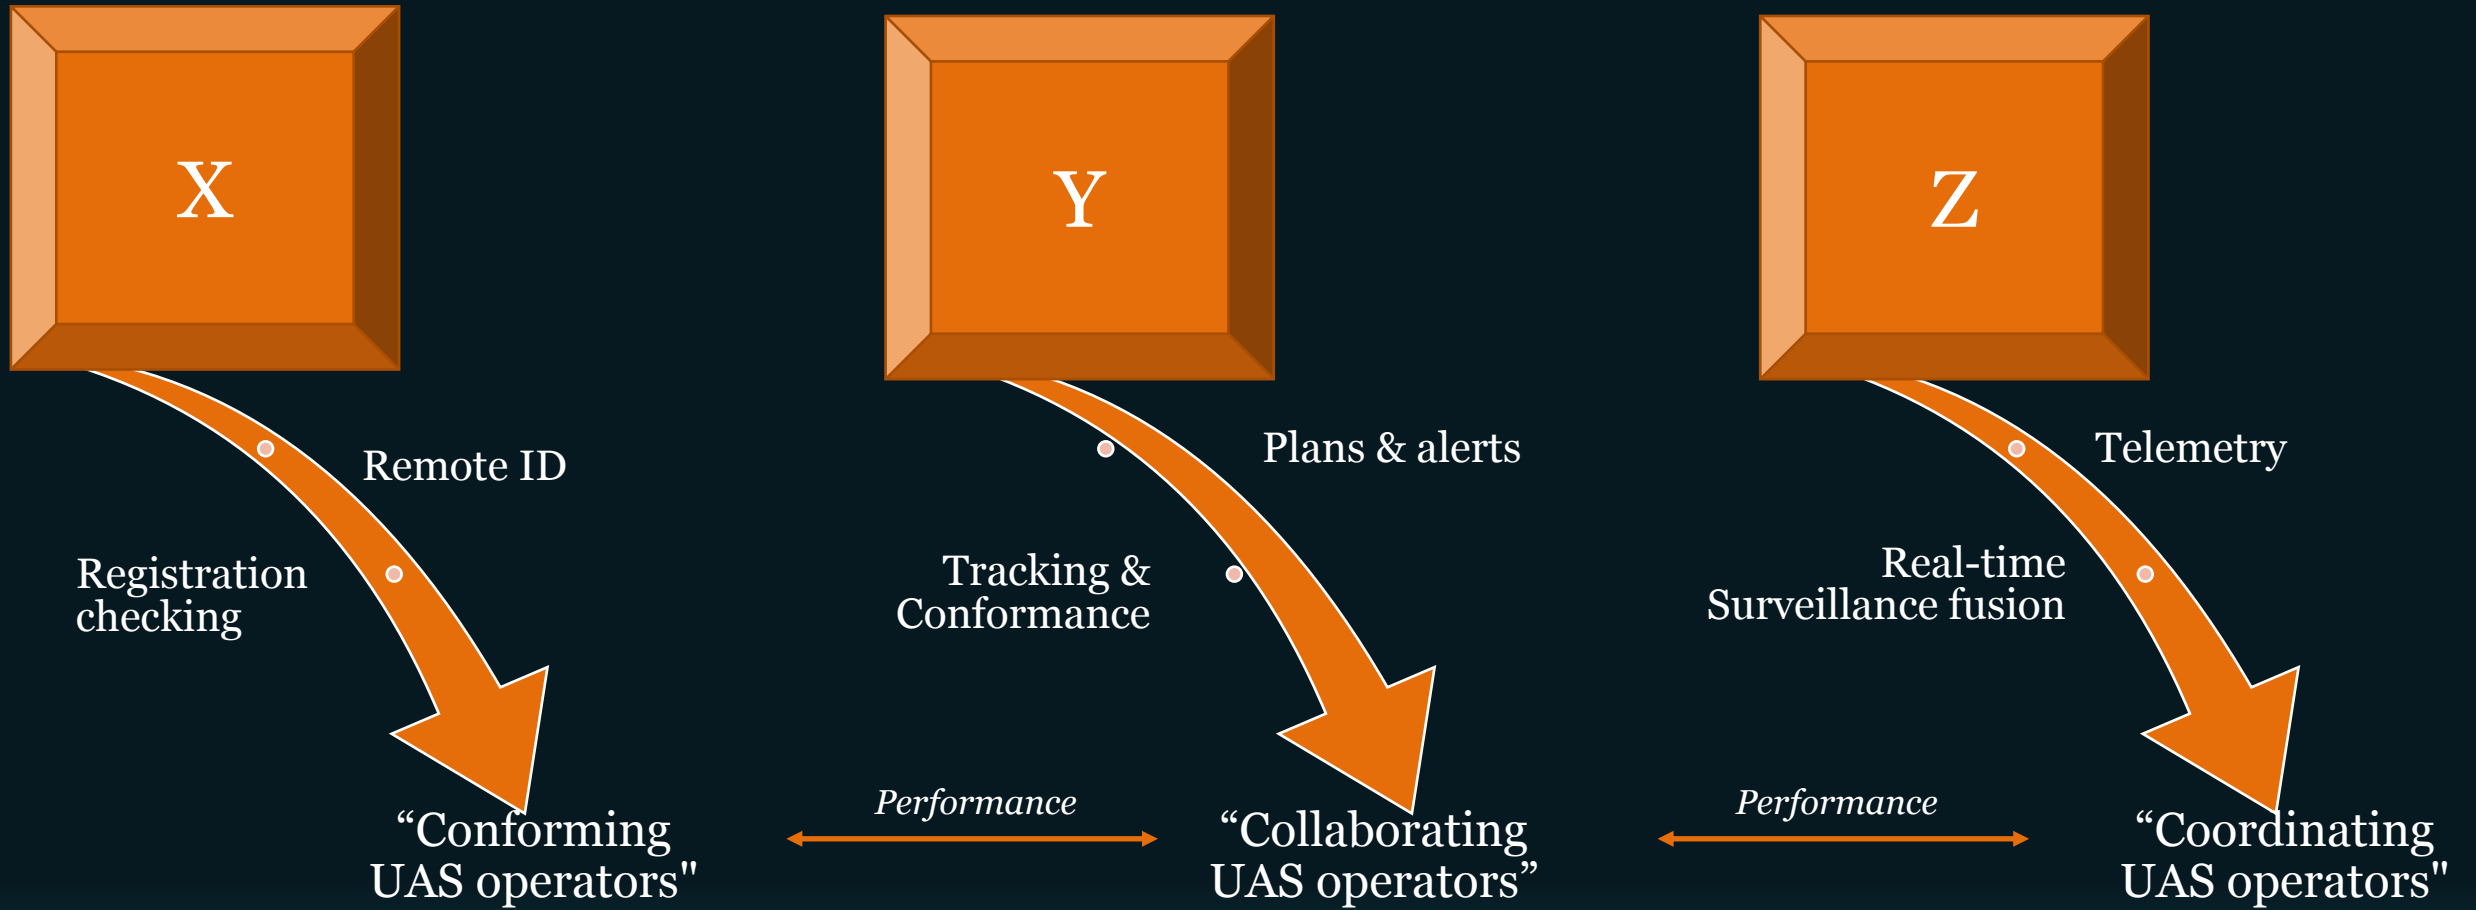 X
Y
Z
Remote ID
Registration
checking
Plans & alerts
Tracking &
Conformance
Telemetry
Real-time
Surveillance fusion
“Conforming
UAS operators"
Performance
“Collaborating
UAS operators”
Performance
“Coordinating
UAS operators"